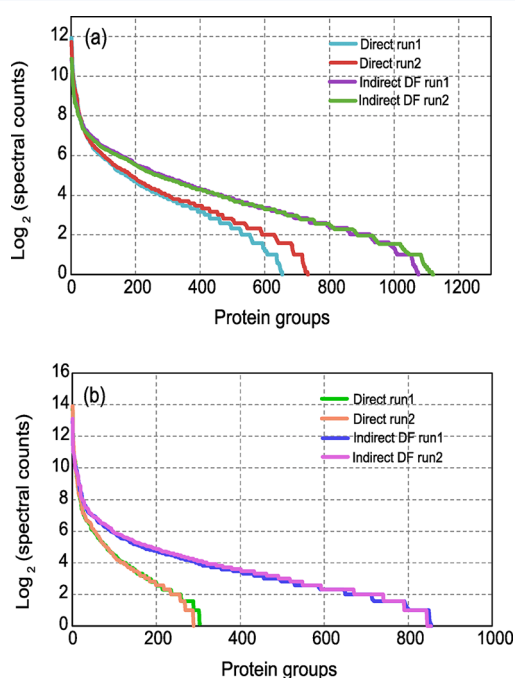 (a)
Direct run1
Direct run2
Indirect DF run1
Indirect DF run2
Log 2 (spectral counts)
12
10
8
6
4
2
0
0 200 400 600 800 1000 1200
Protein groups
(b)
Direct run1
Direct run2
Indirect DF run1
Indirect DF run2
Log 2 (spectral counts)
16
14
12
10
8
6
4
2
0
0 200 400 600 800 1000
Protein groups